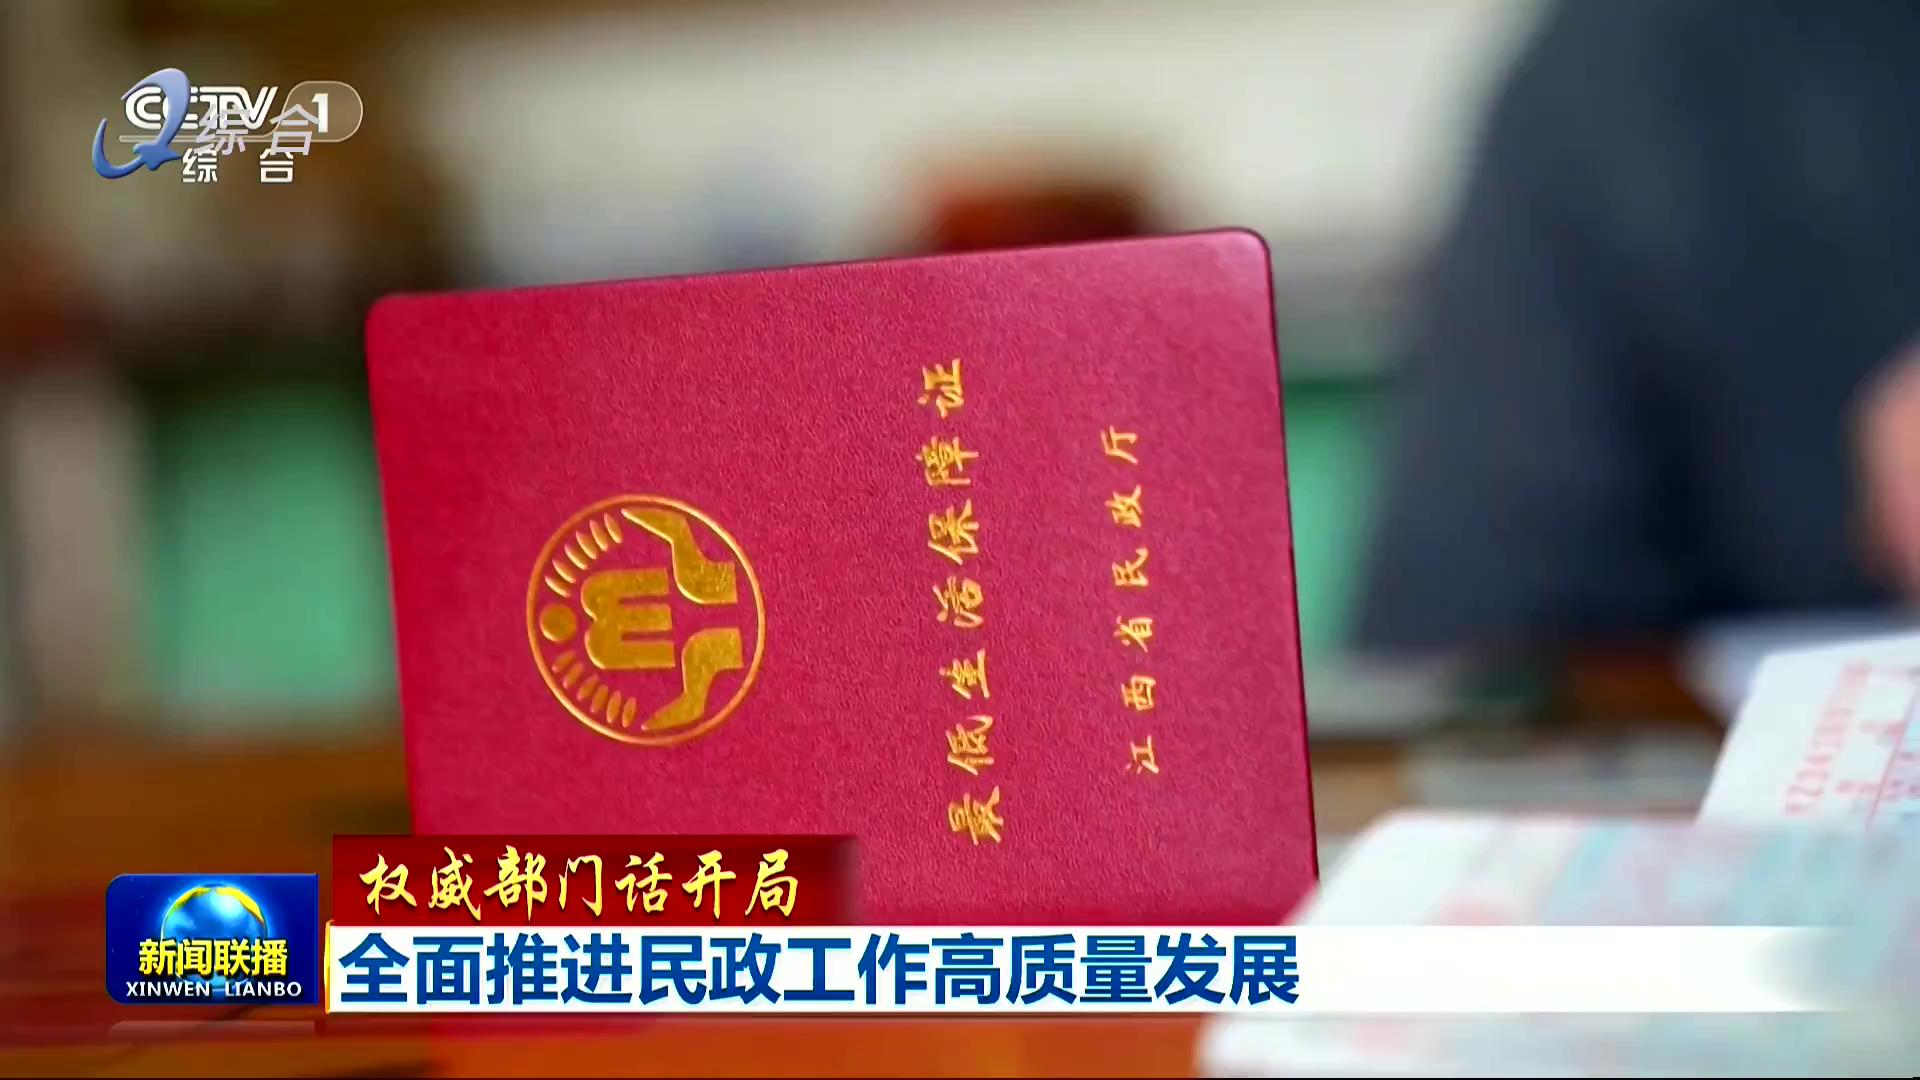 CCTV 1
综合
综合
最低生活保障证
江西省民政厅
权威部门话开局
新闻联播
XINWEN LIANBO
全面推进民政工作高质量发展